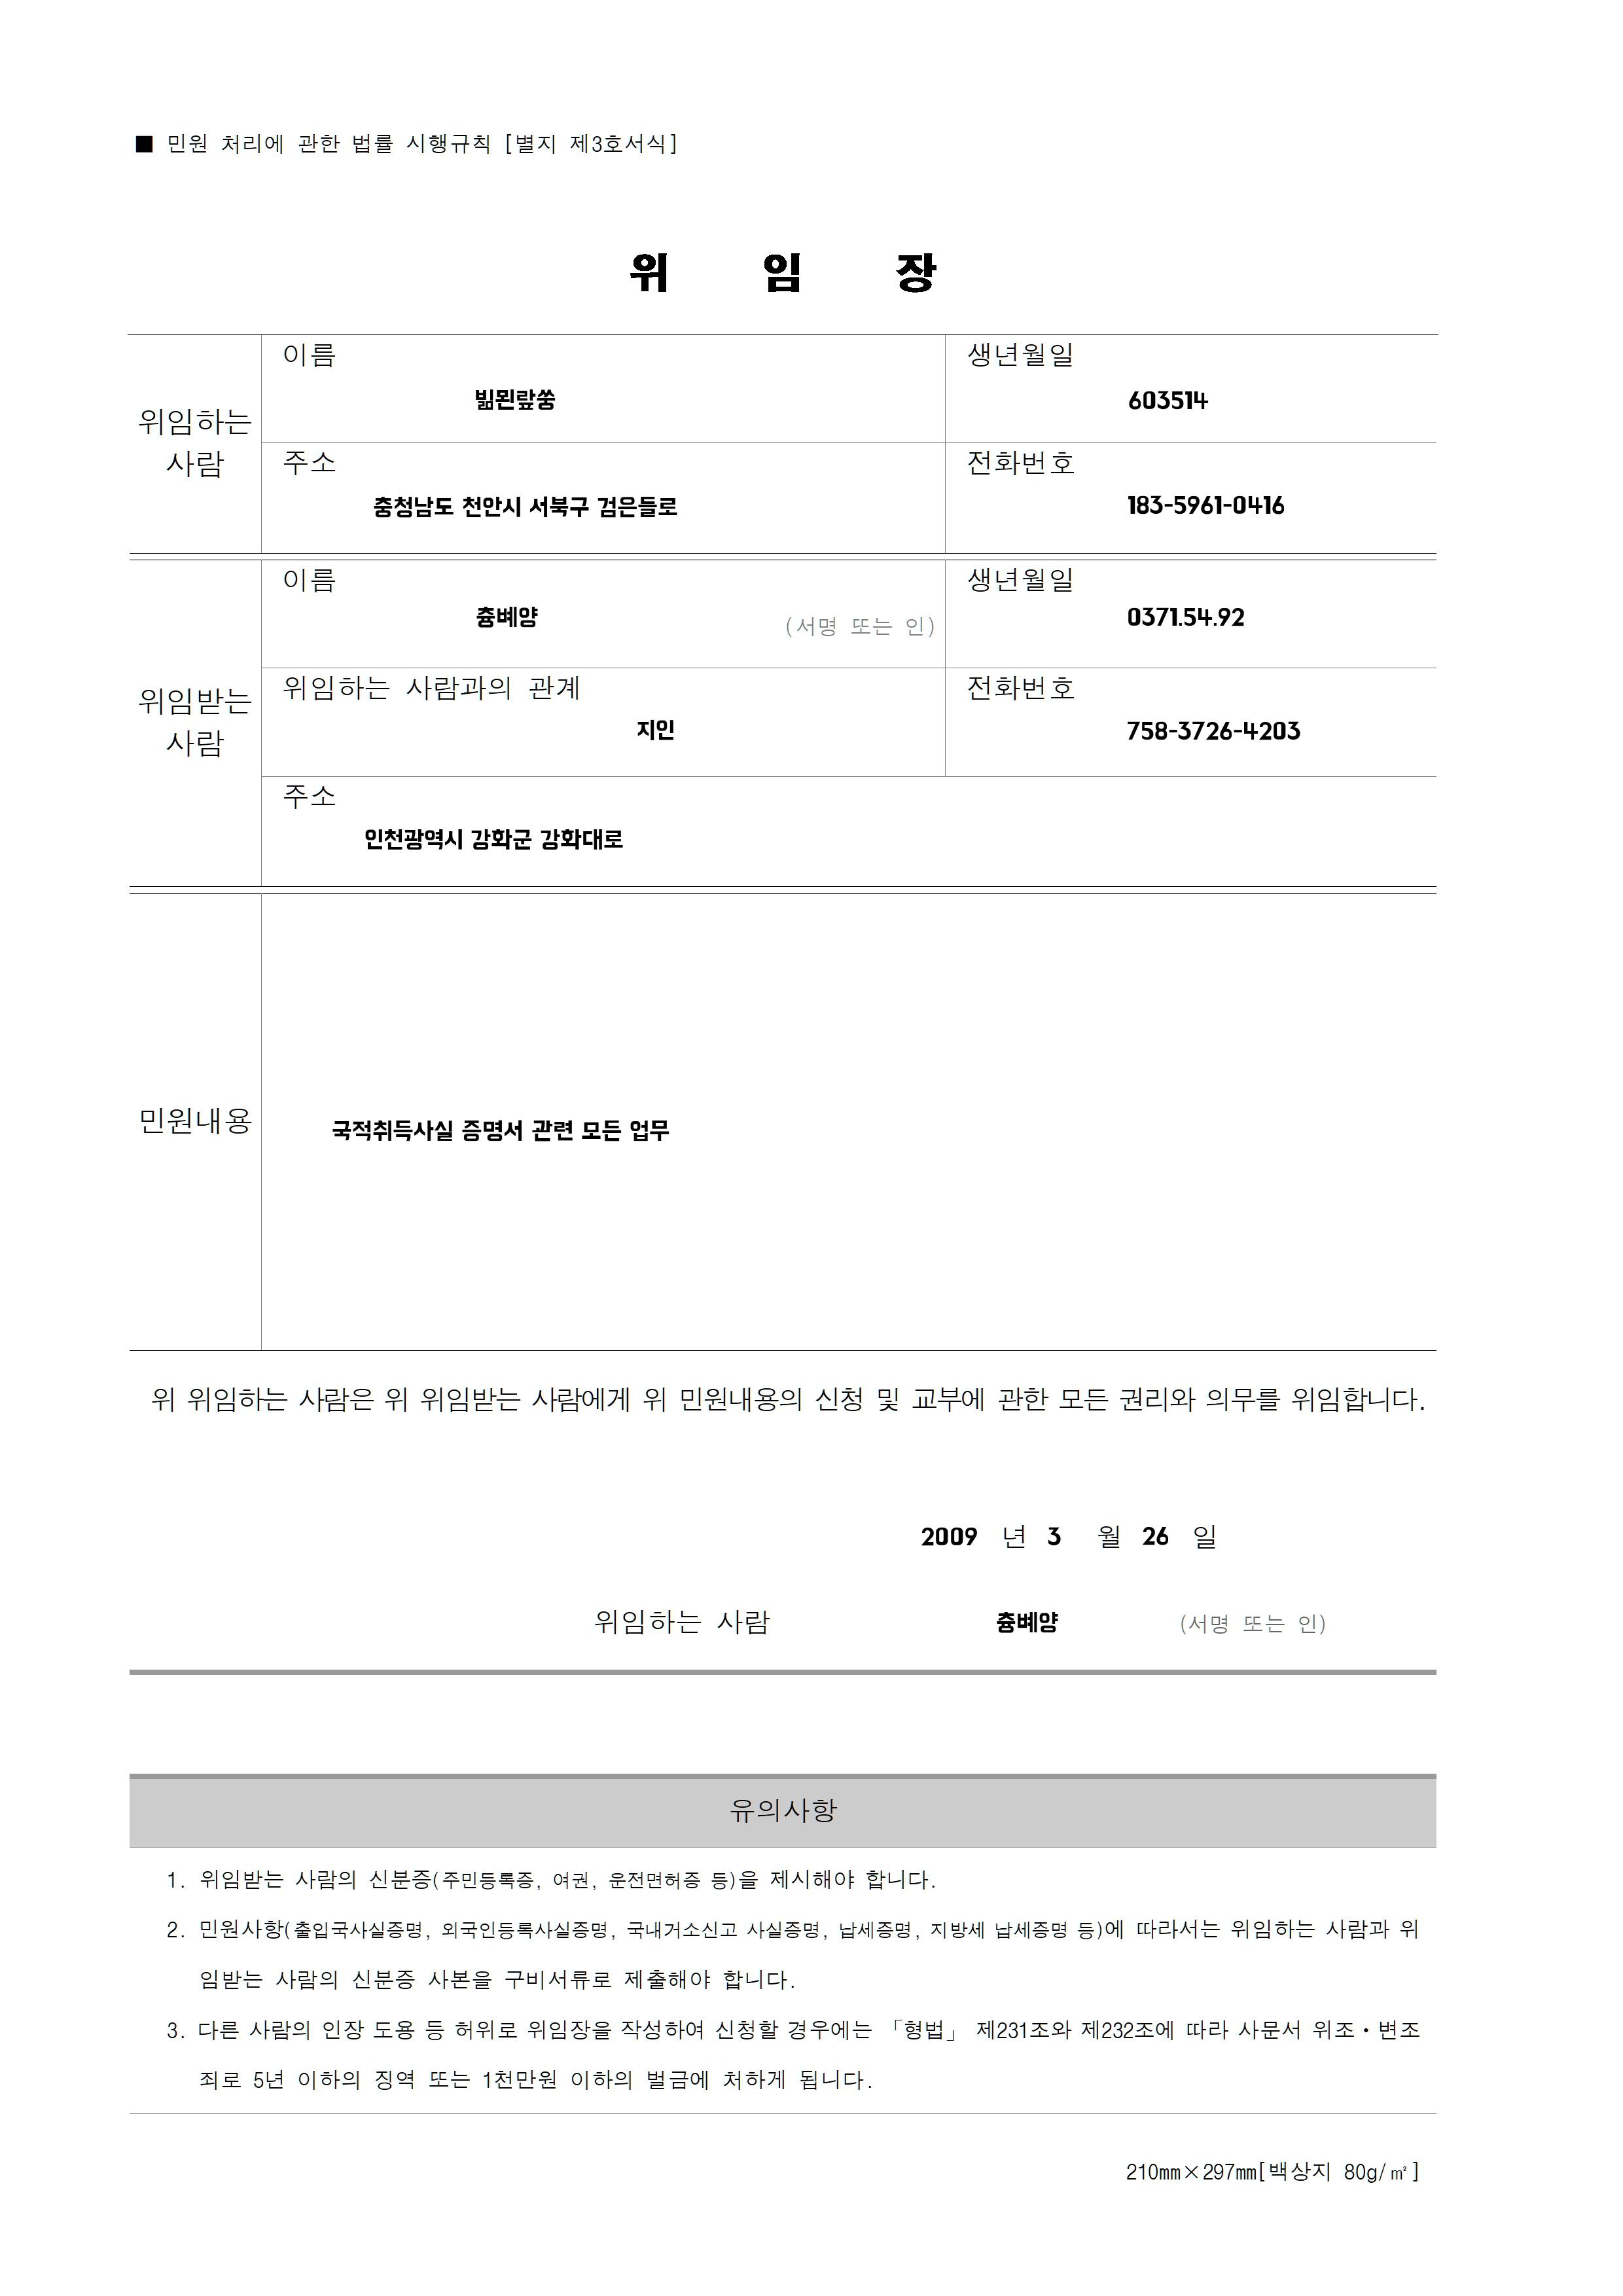 ■ 민원 처리에 관한 법률 시행규칙 [별지 제3호서식]
위 임 장
위임하는 사람
이름
빎묀랖쑹
생년월일
603514
주소
충청남도 천안시 서북구 검은들로
전화번호
183-5961-0416
위임받는 사람
이름
츙볘양
(서명 또는 인)
생년월일
0371.54.92
위임하는 사람과의 관계
지인
전화번호
758-3726-4203
주소
인천광역시 강화군 강화대로
민원내용
국적취득사실 증명서 관련 모든 업무
위 위임하는 사람은 위 위임받는 사람에게 위 민원내용의 신청 및 교부에 관한 모든 권리와 의무를 위임합니다.
2009 년 3 월 26 일
위임하는 사람 츙볘양 (서명 또는 인)
유의사항
1. 위임받는 사람의 신분증(주민등록증, 여권, 운전면허증 등)을 제시해야 합니다.
2. 민원사항(출입국사실증명, 외국인등록사실증명, 국내거소신고 사실증명, 납세증명, 지방세 납세증명 등)에 따라서는 위임하는 사람과 위
임받는 사람의 신분증 사본을 구비서류로 제출해야 합니다.
3. 다른 사람의 인장 도용 등 허위로 위임장을 작성하여 신청할 경우에는 「형법」 제231조와 제232조에 따라 사문서 위조·변조
죄로 5년 이하의 징역 또는 1천만원 이하의 벌금에 처하게 됩니다.
210㎜×297㎜[백상지 80g/㎡]